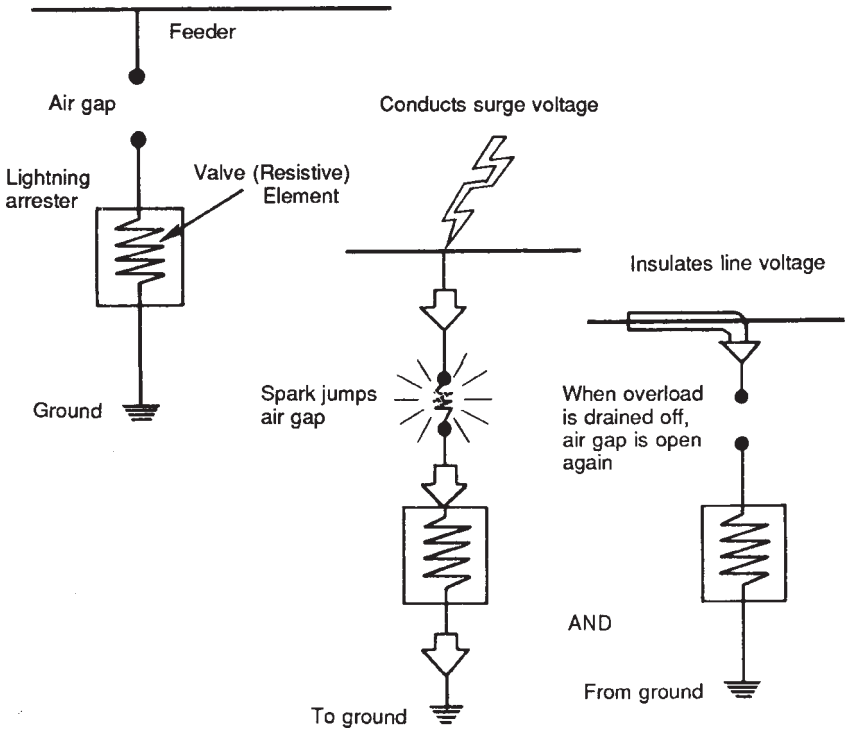 Feeder
Air gap
Lightning
arrester
Valve (Resistive)
Element
Ground
Conducts surge voltage
Spark jumps
air gap
To ground
Insulates line voltage
When overload
is drained off,
air gap is open
again
AND
From ground